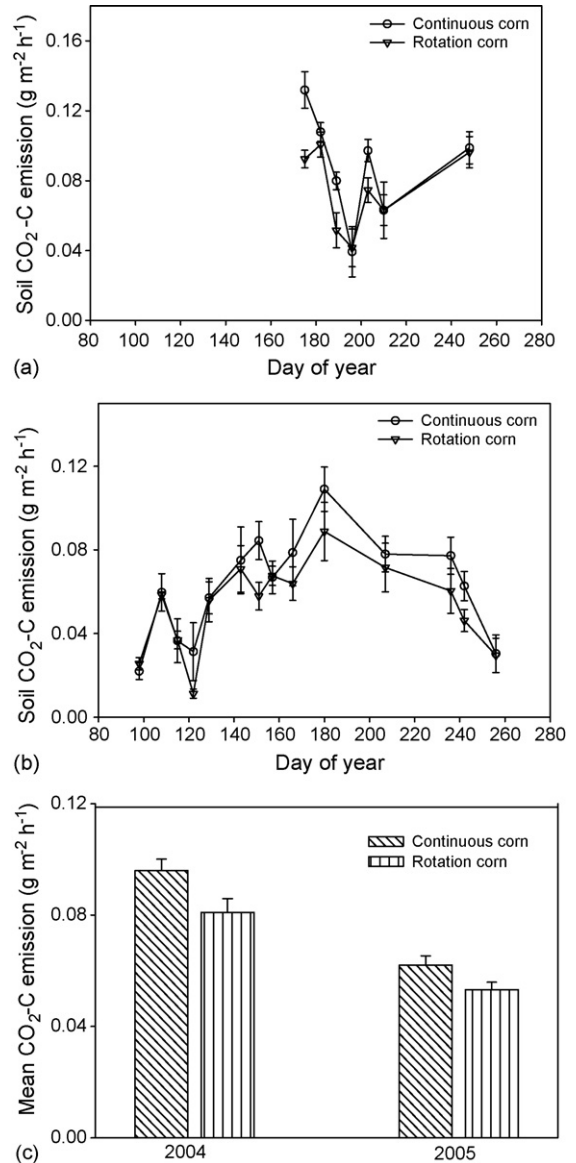 Continuous corn
Rotation corn
0.16
0.12
0.08
0.04
0.00
Soil CO2 -C emission (g m-2 h-1)
80 100 120 140 160 180 200 220 240 260 280
(a)
Day of year
Continuous corn
Rotation corn
0.12
0.08
0.04
0.00
Soil CO2-C emission (g m-2 h-1)
80 100 120 140 160 180 200 220 240 260 280
(b)
Day of year
Continuous corn
Rotation corn
0.12
0.08
0.04
0.00
Mean CO2-C emission (g m-2 h-1)
(c)
2004 2005